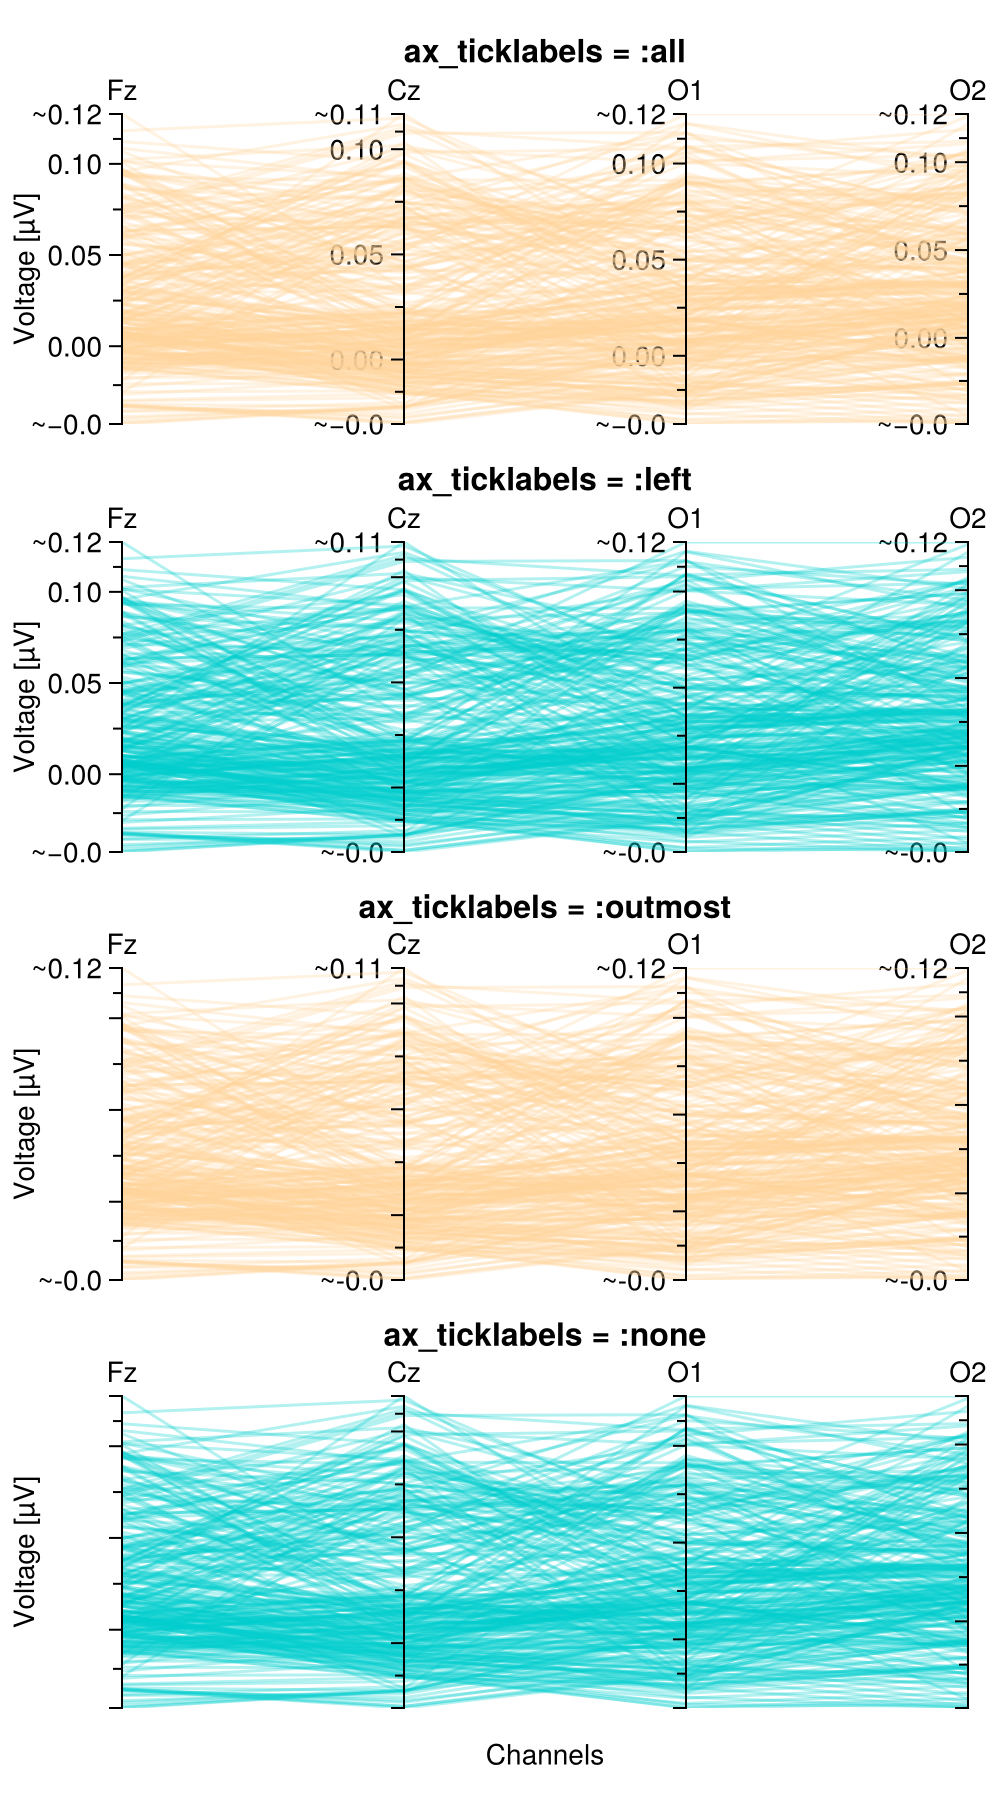 ax_ticklabels = :all
Fz Cz O1 O2
~0.12 ~0.11 ~0.12 ~0.12
0.10 0.10 0.10 0.10
0.05 0.05 0.05 0.05
0.00 0.00 0.00 0.00
~−0.0 ~−0.0 ~−0.0 ~−0.0
Voltage [µV]
ax_ticklabels = :left
Fz Cz O1 O2
~0.12 ~0.11 ~0.12 ~0.12
0.10
0.05
0.00
~−0.0 ~-0.0 ~-0.0 ~-0.0
Voltage [µV]
ax_ticklabels = :outmost
Fz Cz O1 O2
~0.12 ~0.11 ~0.12 ~0.12
~-0.0 ~-0.0 ~-0.0 ~-0.0
Voltage [µV]
ax_ticklabels = :none
Fz Cz O1 O2
Voltage [µV]
Channels